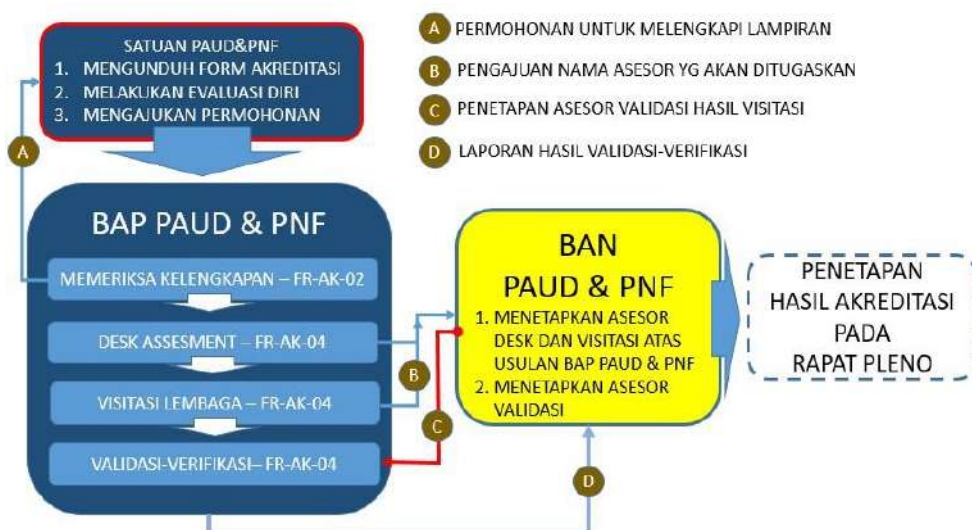 SATUAN PAUD&PNF
1. MENGUNDUH FORM AKREDITASI
2. MELAKUKAN EVALUASI DIRI
3. MENGAJUKAN PERMOHONAN
A PERMOHONAN UNTUK MELENGKAPI LAMPIRAN
B PENGAJUAN NAMA ASESOR YG AKAN DITUGASKAN
C PENETAPAN ASESOR VALIDASI HASIL VISITASI
D LAPORAN HASIL VALIDASI-VERIFIKASI
A
BAP PAUD & PNF
MEMERIKSA KELENGKAPAN – FR-AK-02
DESK ASSESMENT – FR-AK-04
VISITASI LEMBAGA – FR-AK-04
VALIDASI-VERIFIKASI– FR-AK-04
B
C
D
BAN
PAUD & PNF
1. MENETAPKAN ASESOR
DESK DAN VISITASI ATAS
USULAN BAP PAUD & PNF
2. MENETAPKAN ASESOR
VALIDASI
PENETAPAN
HASIL AKREDITASI
PADA
RAPAT PLENO